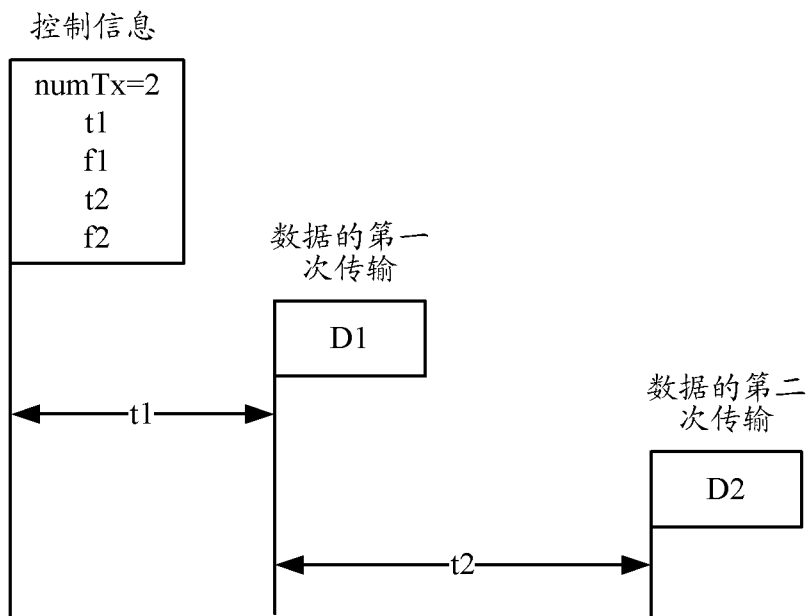 控制信息
numTx=2
t1
f1
t2
f2
数据的第一
次传输
D1
t1
数据的第二
次传输
D2
t2